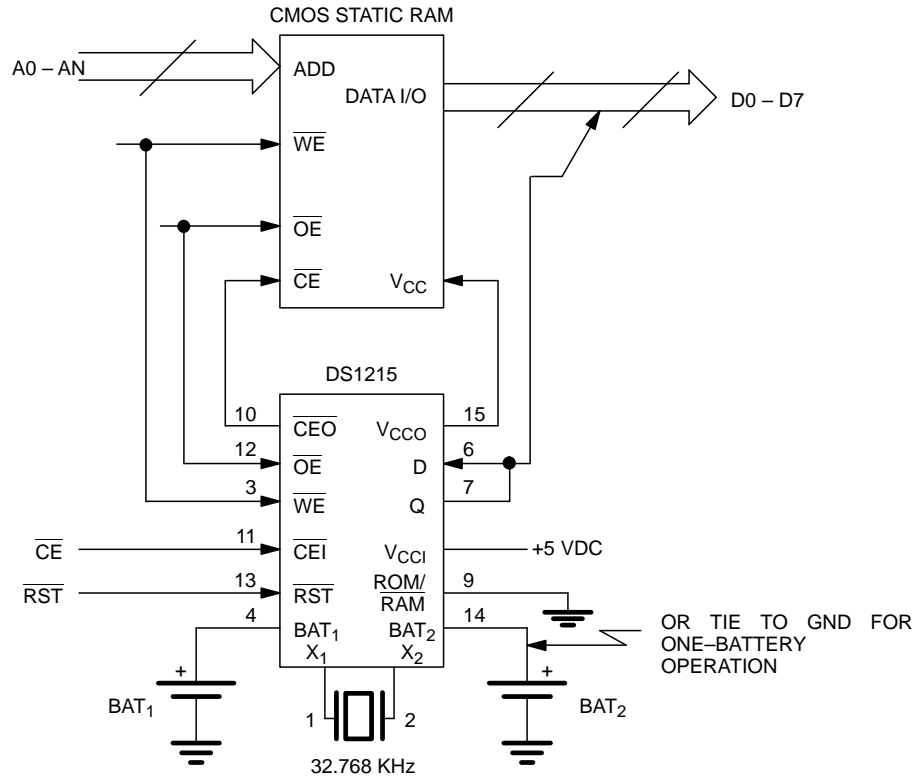 CMOS STATIC RAM
A0 – AN
ADD
DATA I/O
D0 – D7
WE
OE
CE
VCC
DS1215
10
CEO
VCCO
15
12
OE
D
6
3
WE
Q
7
CE
11
CEI
VCCI
+5 VDC
RST
13
RST
ROM/
RAM
9
4
BAT1
BAT2
14
X1
X2
OR TIE TO GND FOR
ONE–BATTERY
OPERATION
+
BAT1
1
2
+
BAT2
32.768 KHz